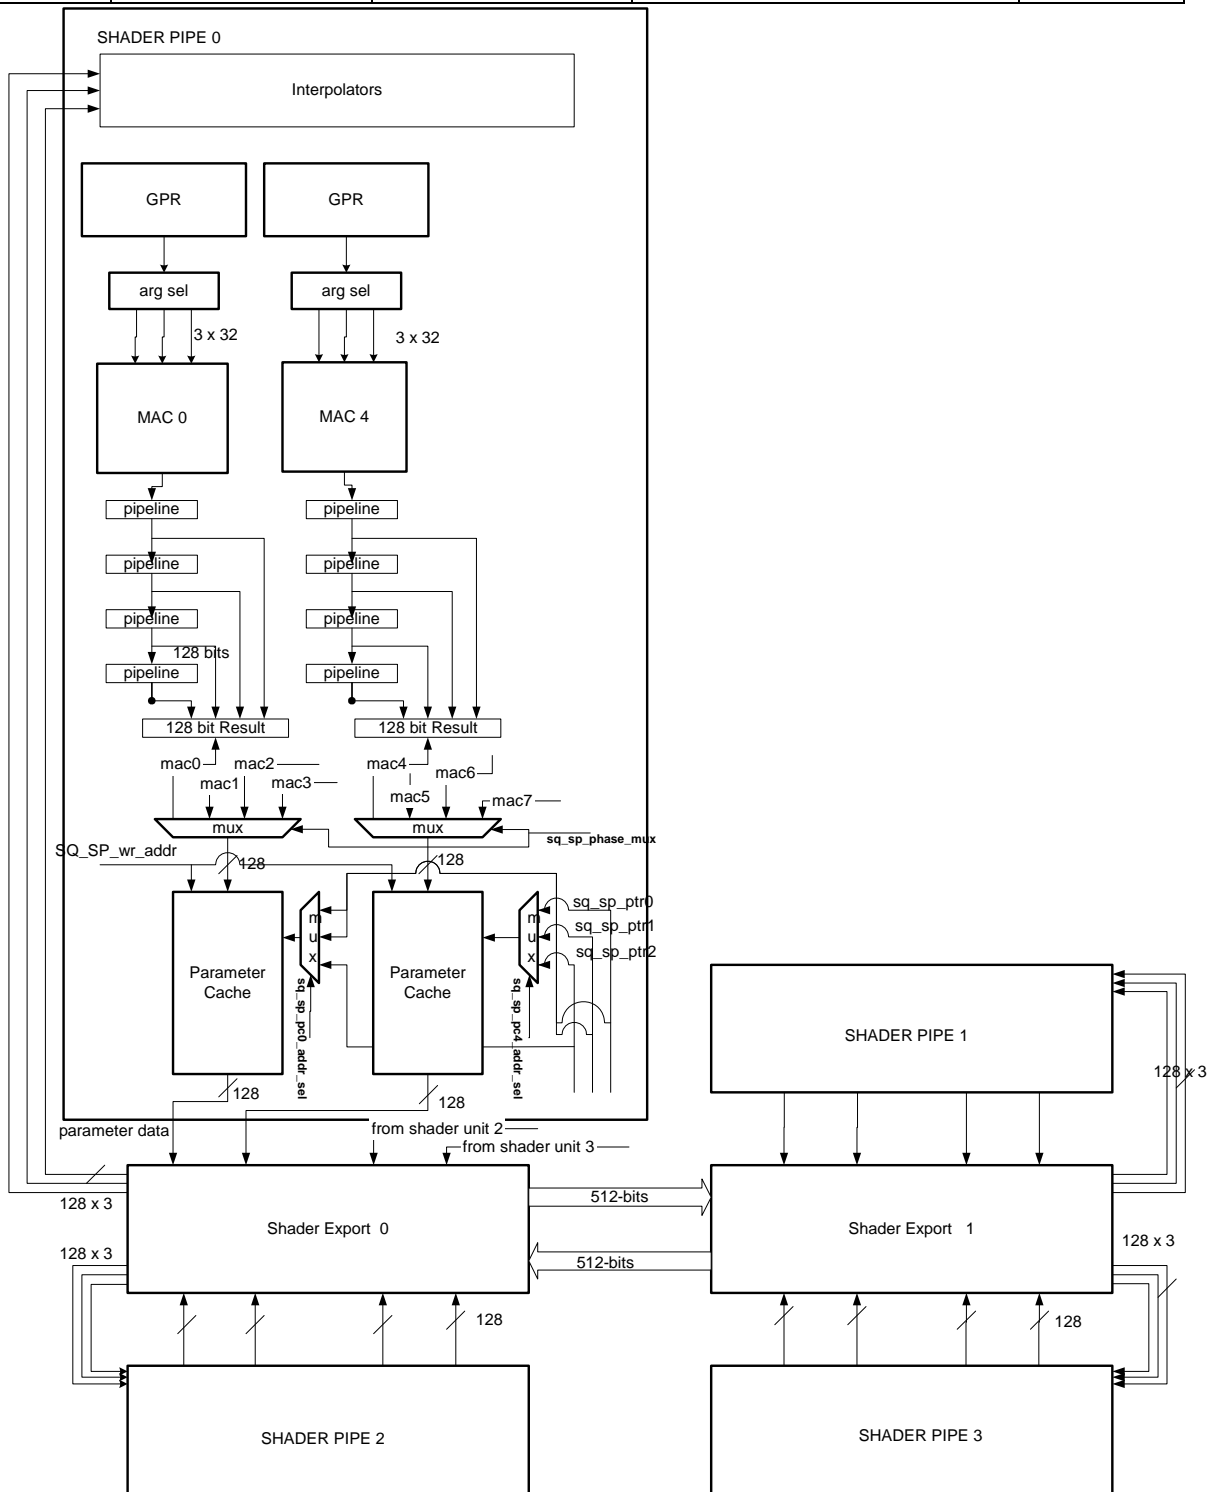 SHADER PIPE 0
Interpolators
GPR
GPR
arg sel
arg sel
3 x 32
3 x 32
MAC 0
MAC 4
pipeline
pipeline
pipeline
pipeline
pipeline
pipeline
128 bits
pipeline
pipeline
128 bit Result
128 bit Result
mac0
mac2
mac4
mac6
mac1
mac3
mac5
mac7
mux
mux
sq_sp_phase_mux
SQ_SP_wr_addr
128
128
m
u
x
m
u
x
sq_sp_ptr0
sq_sp_ptr1
sq_sp_ptr2
Parameter
Cache
Parameter
Cache
sq_sp_pc0_addr_sel
sq_sp_pc4_addr_sel
SHADER PIPE 1
128 x 3
128
128
parameter data
from shader unit 2
from shader unit 3
128 x 3
512-bits
Shader Export 0
Shader Export 1
128 x 3
128 x 3
512-bits
128
128
SHADER PIPE 2
SHADER PIPE 3